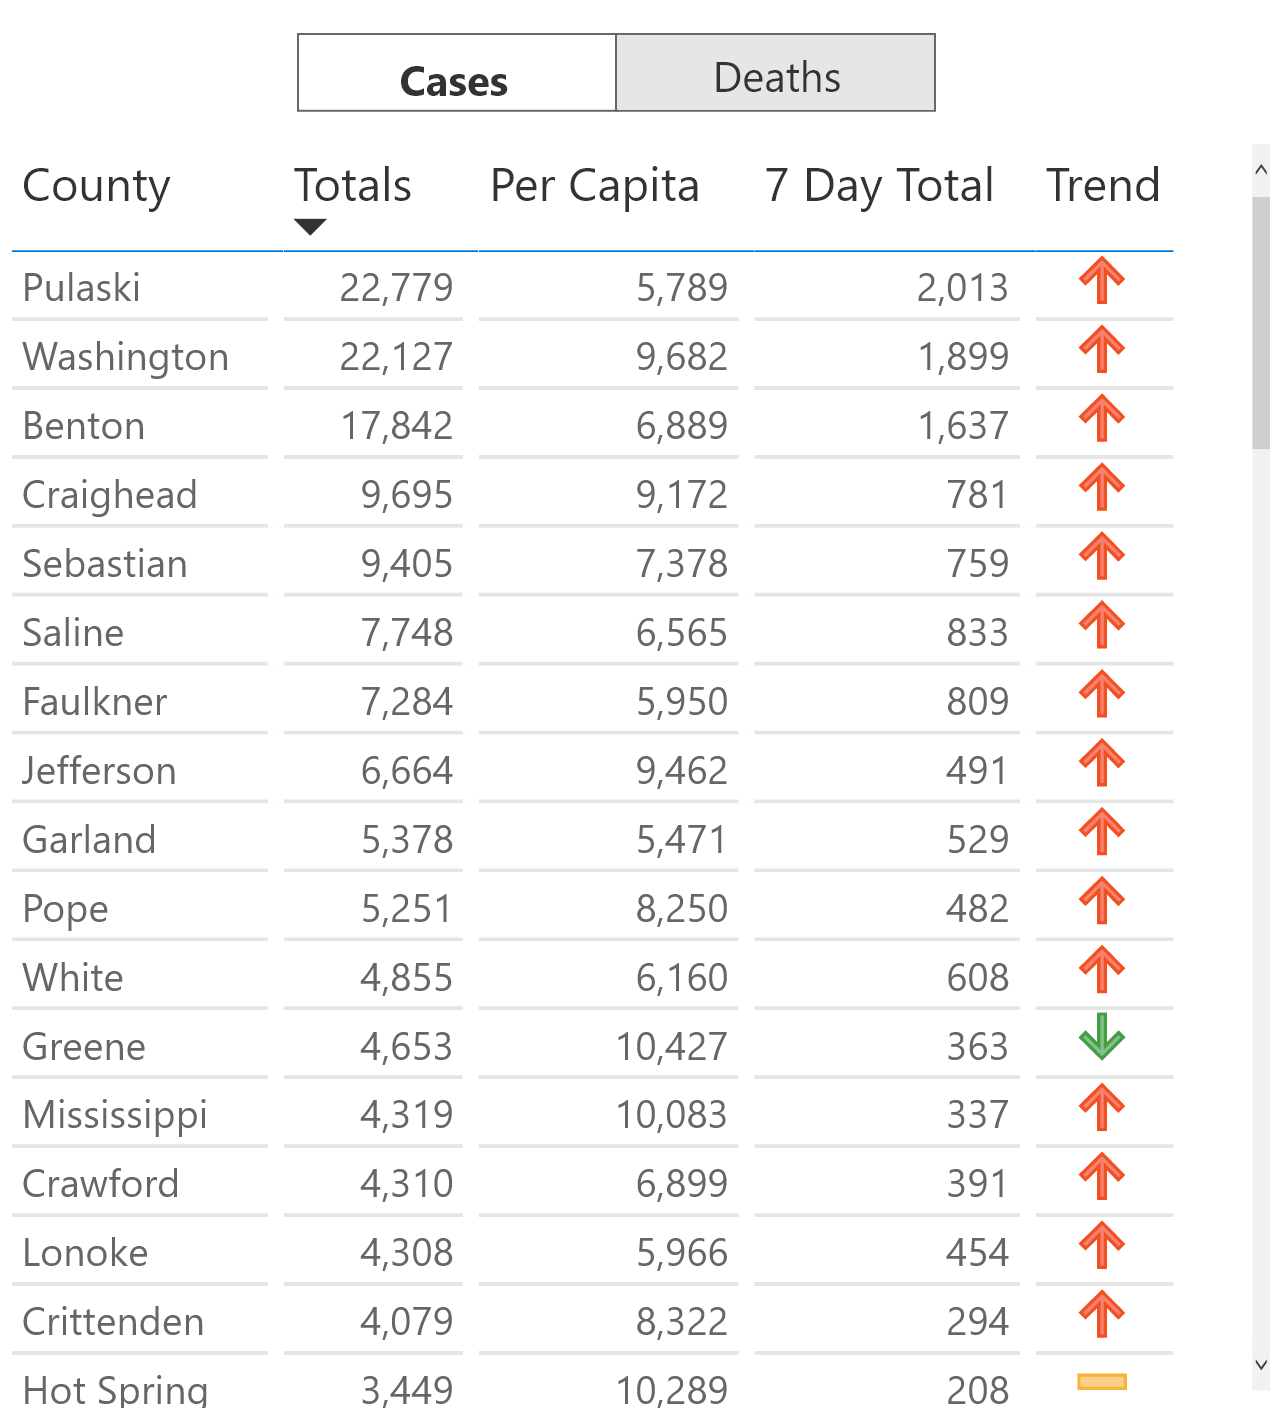 Cases Deaths
County Totals Per Capita 7 Day Total Trend
Pulaski 22,779 5,789 2,013
Washington 22,127 9,682 1,899
Benton 17,842 6,889 1,637
Craighead 9,695 9,172 781
Sebastian 9,405 7,378 759
Saline 7,748 6,565 833
Faulkner 7,284 5,950 809
Jefferson 6,664 9,462 491
Garland 5,378 5,471 529
Pope 5,251 8,250 482
White 4,855 6,160 608
Greene 4,653 10,427 363
Mississippi 4,319 10,083 337
Crawford 4,310 6,899 391
Lonoke 4,308 5,966 454
Crittenden 4,079 8,322 294
Hot Spring 3,449 10,289 208